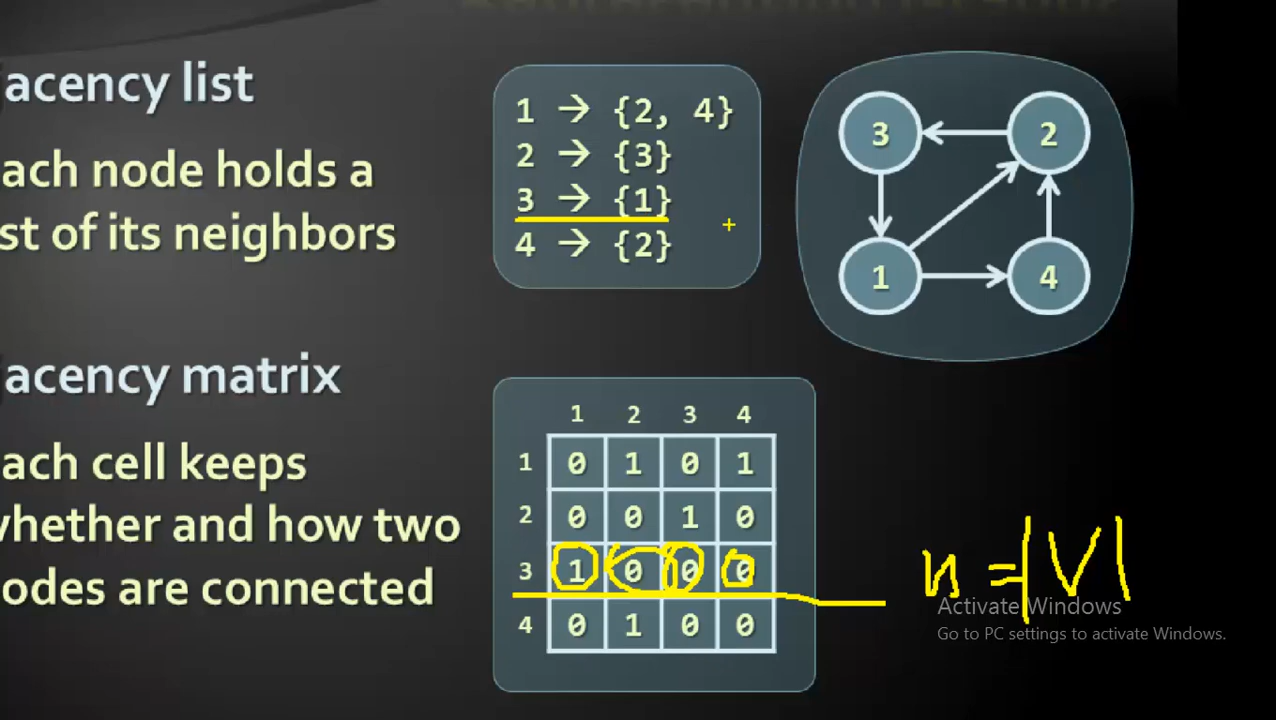 acency list
ach node holds a
st of its neighbors
1 → {2, 4}
2 → {3}
3 → {1}
4 → {2}
3 2
1 4
acency matrix
ach cell keeps
whether and how two
odes are connected
1 2 3 4
1 0 1 0 1
2 0 0 1 0
3 1 0 0 0
4 0 1 0 0
n = |V|
Activate Windows
Go to PC settings to activate Windows.